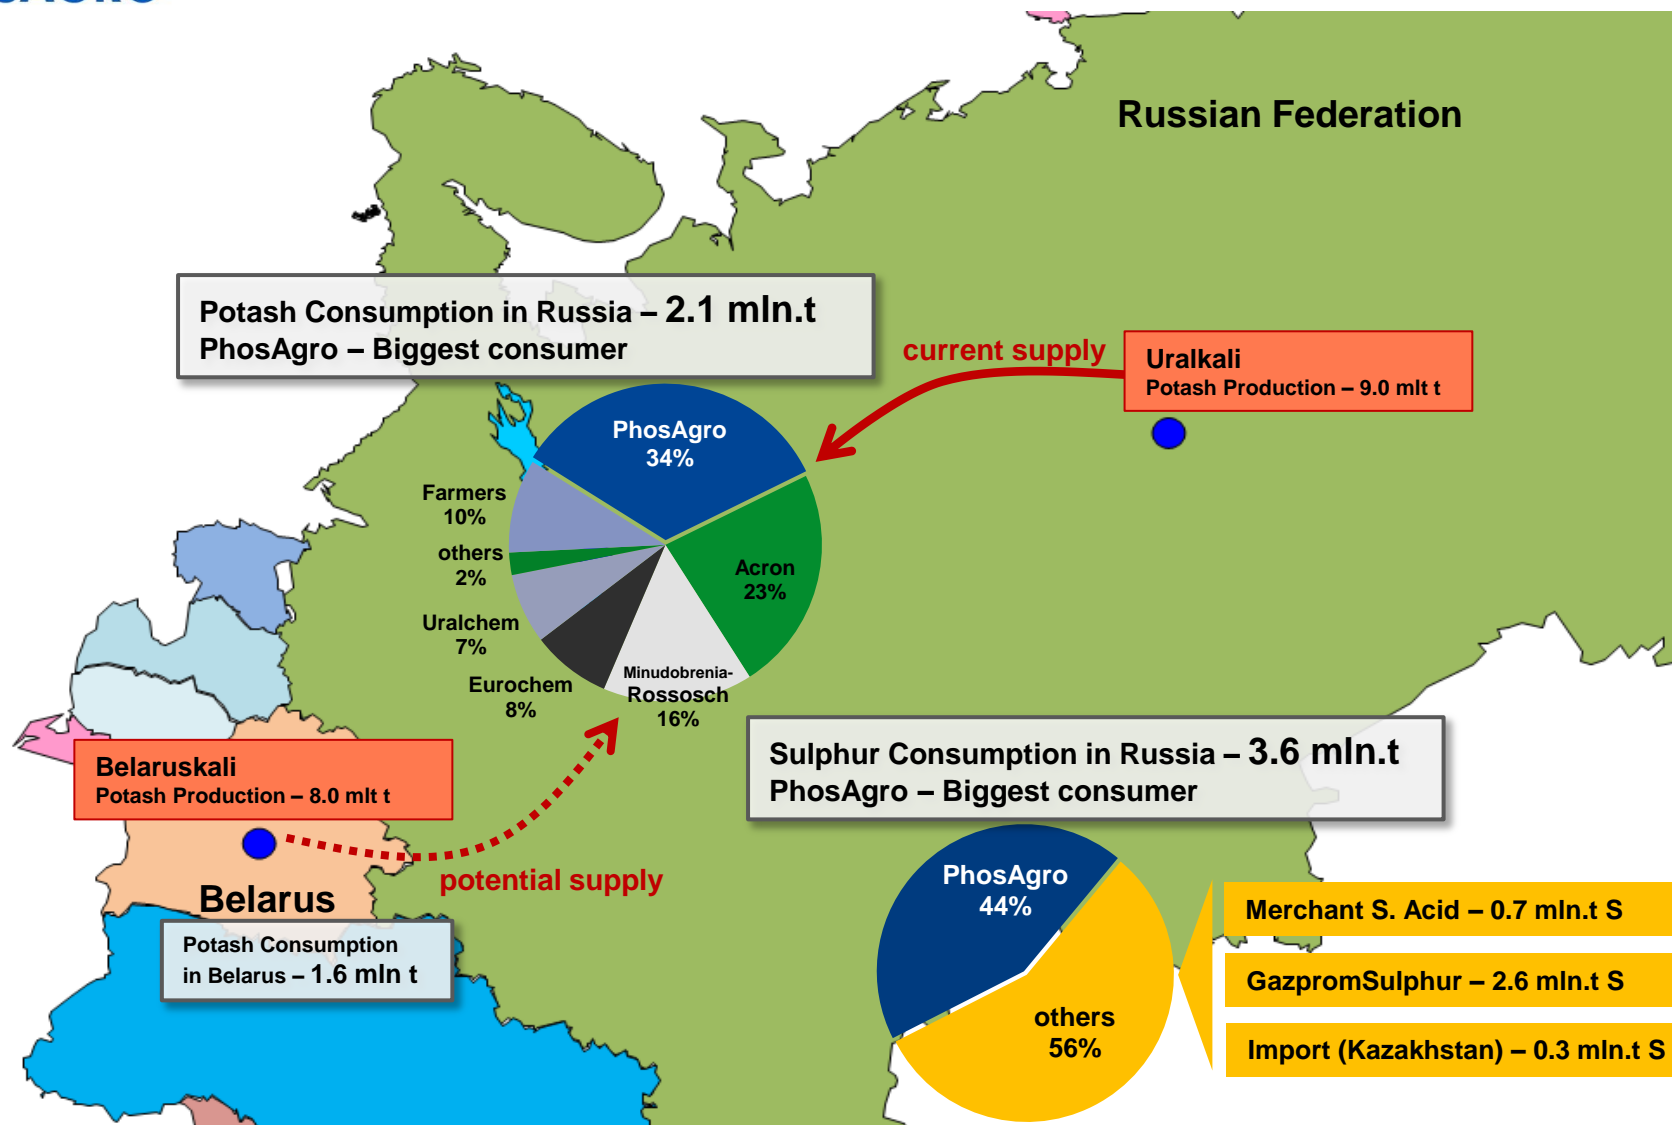 Russian Federation
Potash Consumption in Russia – 2.1 mln.t
PhosAgro – Biggest consumer
current supply
Uralkali
Potash Production – 9.0 mlt t
PhosAgro
34%
Farmers
10%
others
2%
Acron
23%
Uralchem
7%
Minudobrenia-
Rossosch
16%
Eurochem
8%
Belaruskali
Potash Production – 8.0 mlt t
potential supply
Belarus
Potash Consumption
in Belarus – 1.6 mln t
Sulphur Consumption in Russia – 3.6 mln.t
PhosAgro – Biggest consumer
PhosAgro
44%
others
56%
Merchant S. Acid – 0.7 mln.t S
GazpromSulphur – 2.6 mln.t S
Import (Kazakhstan) – 0.3 mln.t S